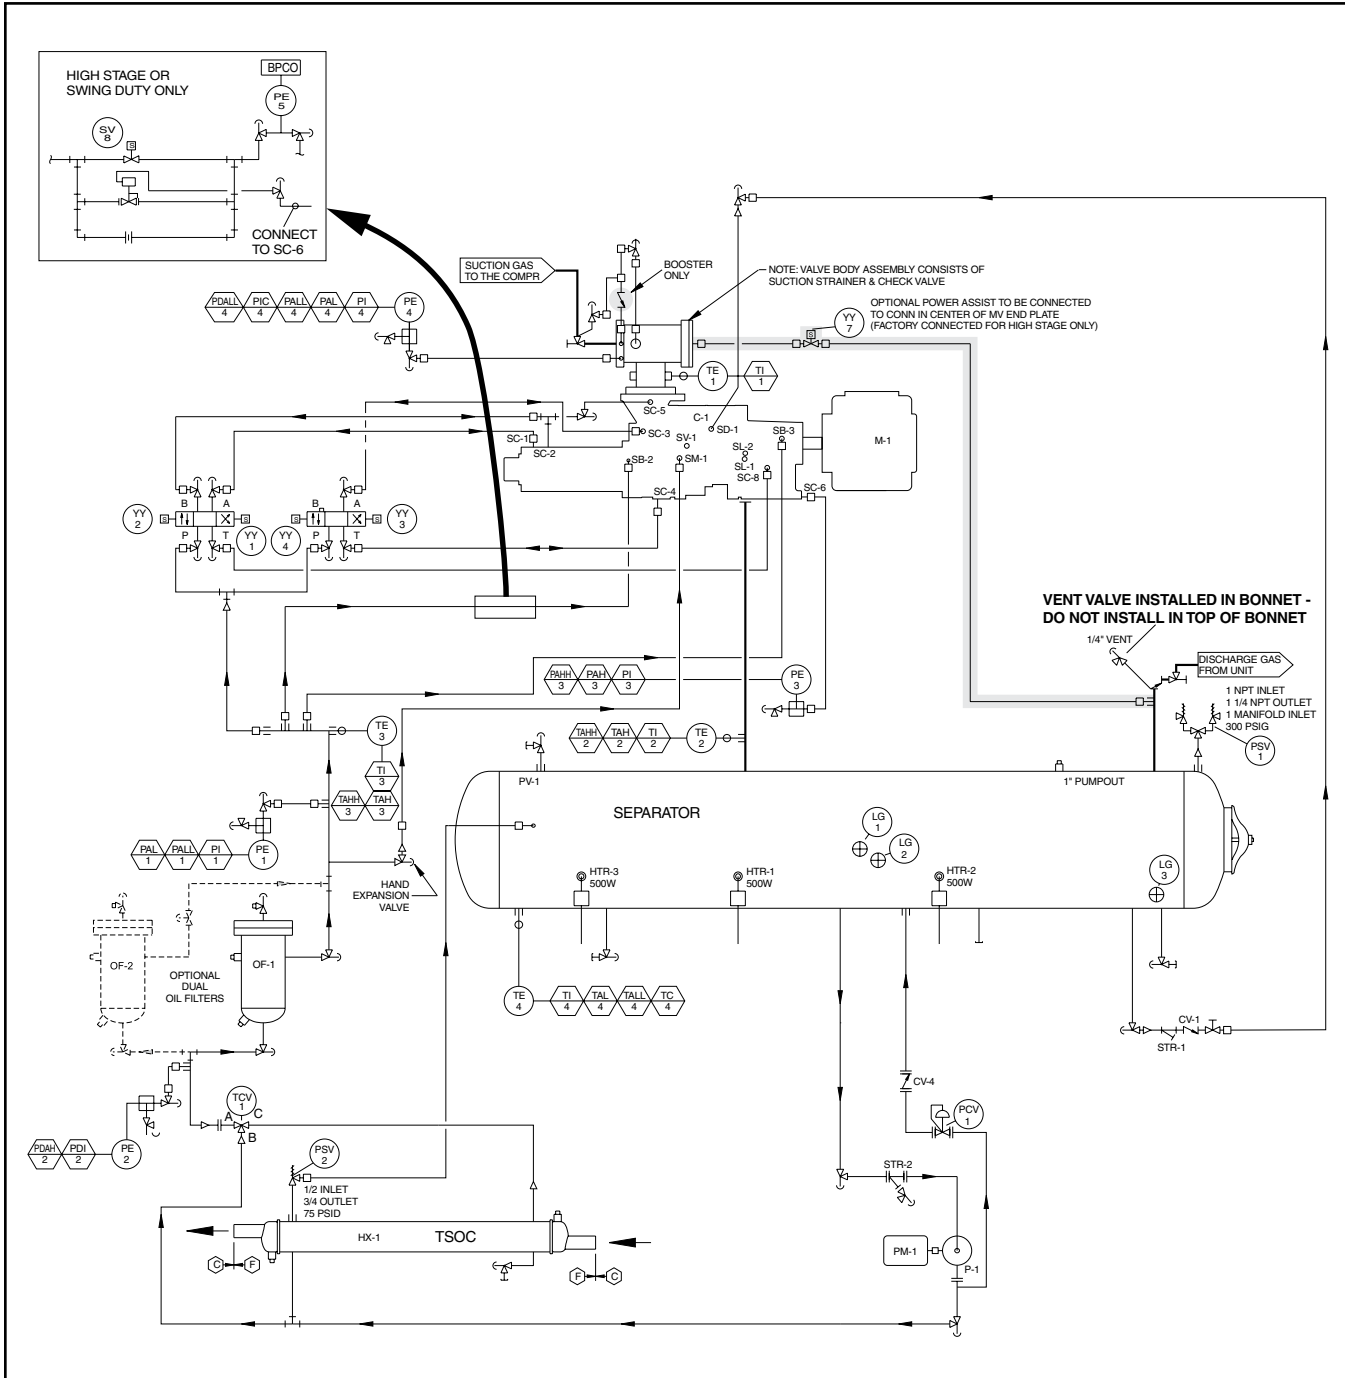 HIGH STAGE OR
SWING DUTY ONLY
BPCO
PE
5
SV
8
S
CONNECT
TO SC-6
SUCTION GAS
TO THE COMPR
BOOSTER
ONLY
NOTE: VALVE BODY ASSEMBLY CONSISTS OF
SUCTION STRAINER & CHECK VALVE
OPTIONAL POWER ASSIST TO BE CONNECTED
TO CONN IN CENTER OF MV END PLATE
(FACTORY CONNECTED FOR HIGH STAGE ONLY)
YY
7
S
PDALL
4
PIC
4
PALL
4
PAL
4
PI
4
PE
4
TE
1
TI
1
SC-5
C-1
SD-1
SC-3
SV-1
SB-3
M-1
SC-1
SC-2
SB-2
SM-1
SL-2
SL-1
SC-8
SC-4
SC-6
B
A
B
A
YY
2
S
S
S
S
YY
3
P
T
YY
1
YY
4
P
T
VENT VALVE INSTALLED IN BONNET -
DO NOT INSTALL IN TOP OF BONNET
1/4" VENT
DISCHARGE GAS
FROM UNIT
1 NPT INLET
1 1/4 NPT OUTLET
1 MANIFOLD INLET
300 PSIG
PSV
1
PAHH
3
PAH
3
PI
3
PE
3
TAHH
2
TAH
2
TI
2
TE
2
TE
3
TI
3
TAHH
3
TAH
3
PV-1
1" PUMPOUT
SEPARATOR
LG
1
LG
2
LG
3
HTR-3
500W
HTR-1
500W
HTR-2
500W
PAL
1
PALL
1
PI
1
PE
1
HAND
EXPANSION
VALVE
OF-2
OF-1
OPTIONAL
DUAL
OIL FILTERS
TE
4
TI
4
TAL
4
TALL
4
TC
4
CV-1
STR-1
CV-4
PCV
1
TCV
1
A
C
B
PDAH
2
PDI
2
PE
2
PSV
2
1/2 INLET
3/4 OUTLET
75 PSID
STR-2
HX-1
TSOC
C
F
F
C
PM-1
P-1